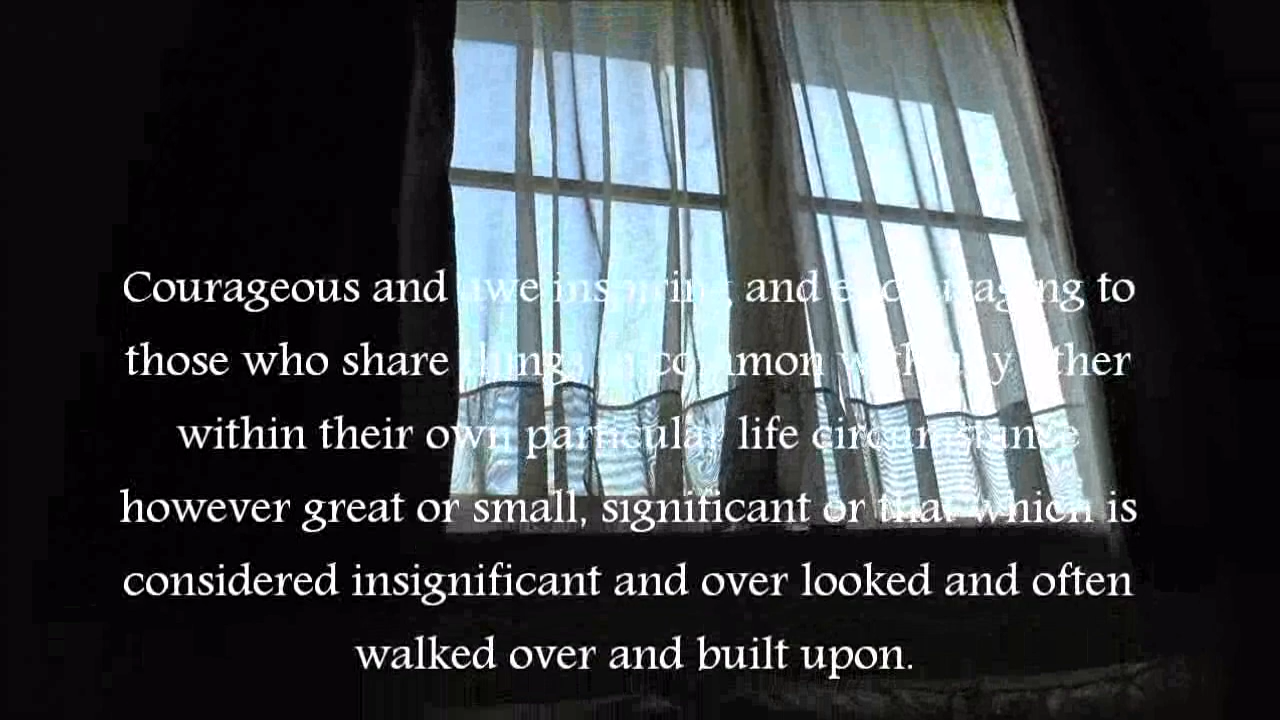 Courageous and awe inspiring and encouraging to
those who share things in common with any other
within their own particular life circumstance
however great or small, significant or that which is
considered insignificant and over looked and often
walked over and built upon.